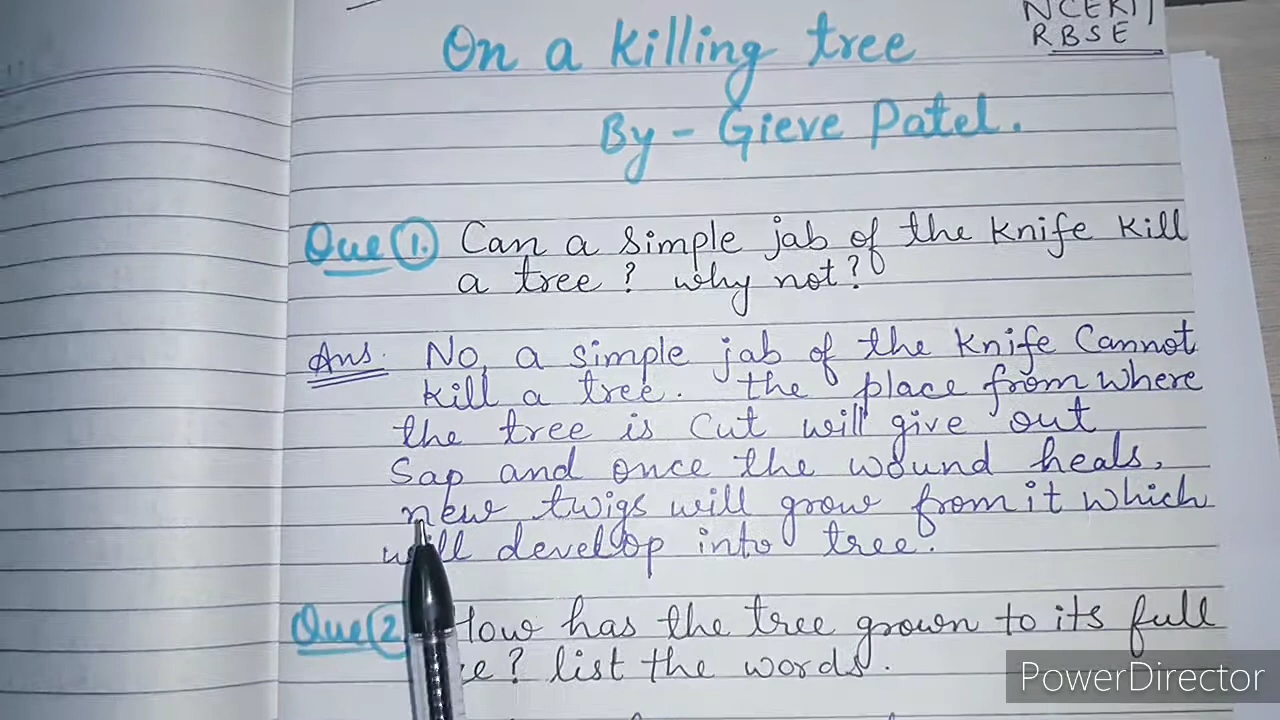 NCERT
RBSE
On a killing tree
By - Gieve Patel.
Que 1. Can a simple jab of the knife kill
a tree? why not?
Ans. No, a simple jab of the knife Cannot
kill a tree. the place from where
the tree is cut will give out
Sap and once the wound heals,
new twigs will grow from it which
will develop into tree.
Que 2 How has the tree grown to its full
list the words.
PowerDirector